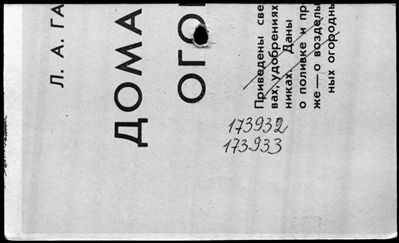 Л. А. ГА
ДОМА
ОГО
Приведены све
вах, удобрениях
никах. Даны
о поливке и пр
же — о возделы
ных огородны
173932
173933